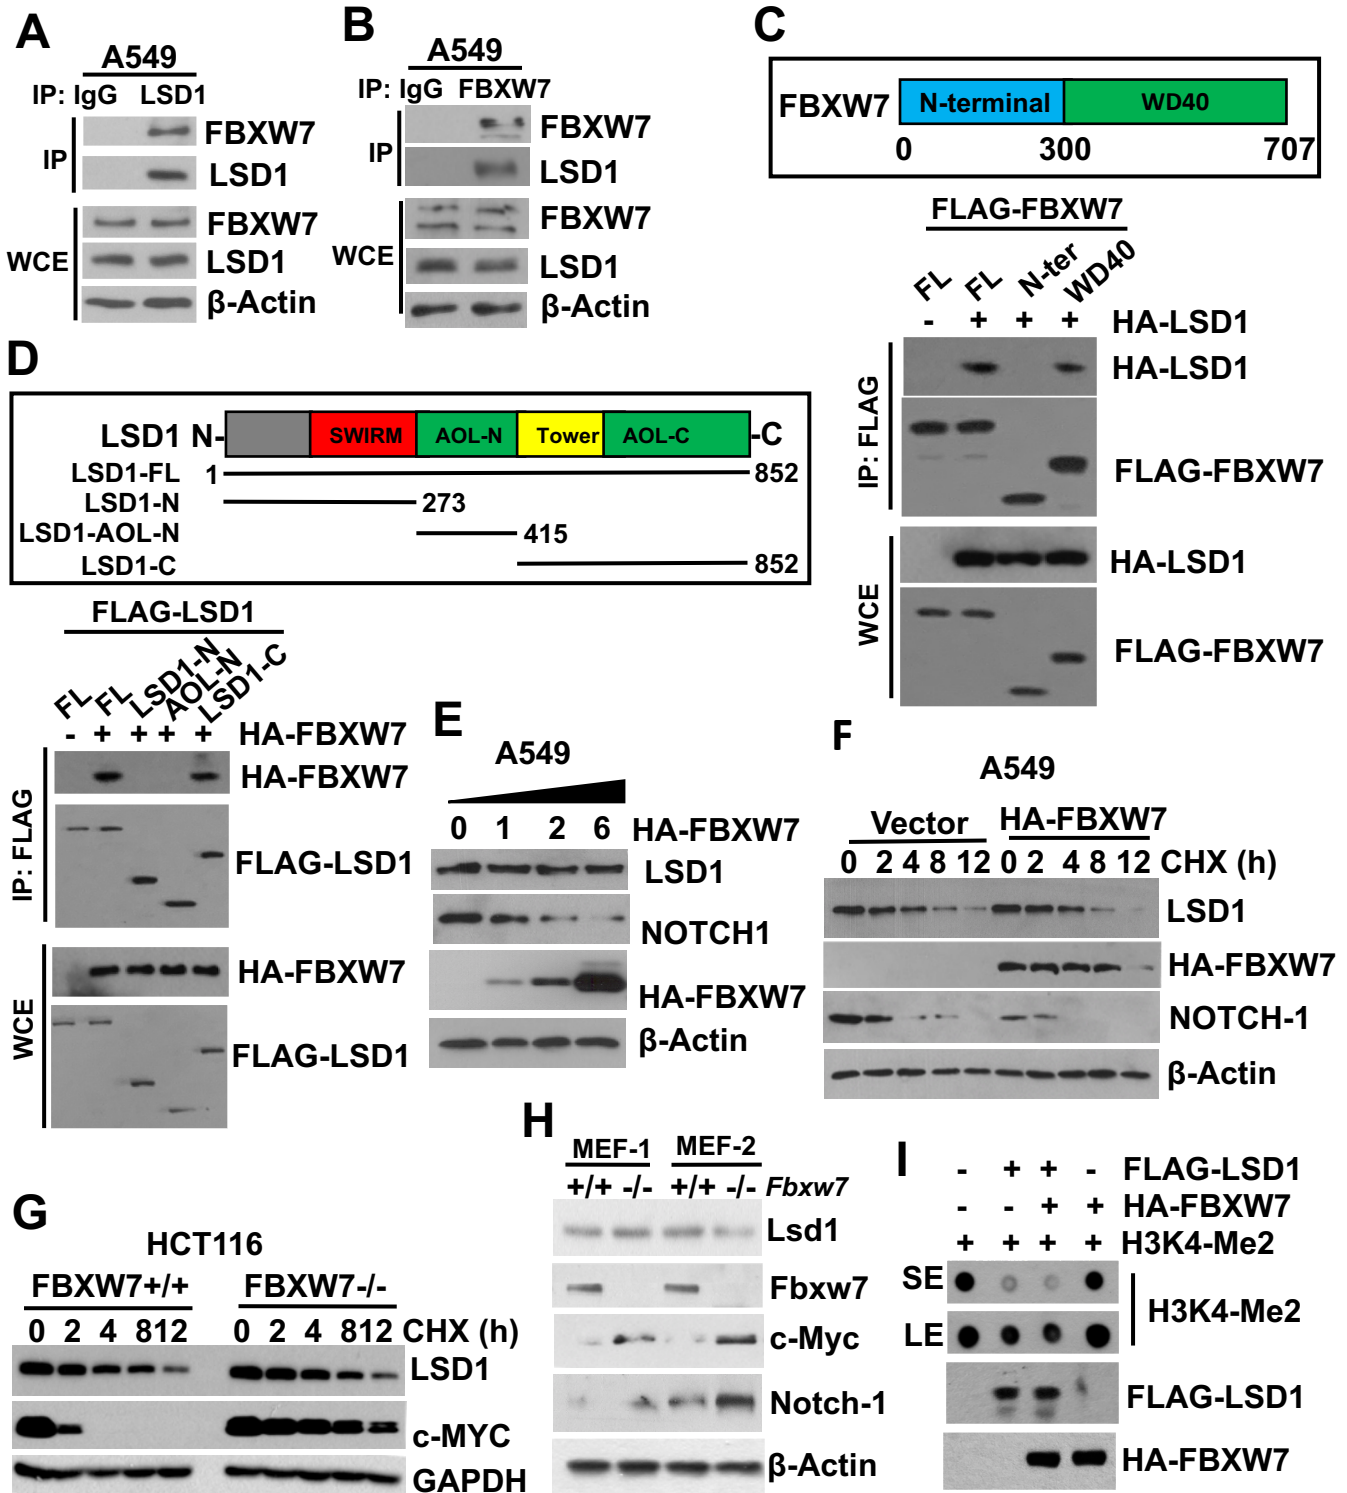 A
A549
IP: IgG LSD1
IP
FBXW7
LSD1
WCE
FBXW7
LSD1
β-Actin
B
A549
IP: IgG FBXW7
IP
FBXW7
LSD1
WCE
FBXW7
LSD1
β-Actin
C
FBXW7 N-terminal WD40
0 300 707
FLAG-FBXW7
FL FL N-ter WD40
- + + + HA-LSD1
IP: FLAG
HA-LSD1
FLAG-FBXW7
WCE
HA-LSD1
FLAG-FBXW7
D
LSD1 N- SWIRM AOL-N Tower AOL-C -C
LSD1-FL 1 852
LSD1-N 273
LSD1-AOL-N 415
LSD1-C 852
FLAG-LSD1
FL FL LSD1-N AOL-N LSD1-C
- + + + + HA-FBXW7
IP: FLAG
HA-FBXW7
FLAG-LSD1
WCE
HA-FBXW7
FLAG-LSD1
E
A549
0 1 2 6 HA-FBXW7
LSD1
NOTCH1
HA-FBXW7
β-Actin
F
A549
Vector HA-FBXW7
0 2 4 8 12 0 2 4 8 12 CHX (h)
LSD1
HA-FBXW7
NOTCH-1
β-Actin
G
HCT116
FBXW7+/+ FBXW7-/-
0 2 4 812 0 2 4 812 CHX (h)
LSD1
c-MYC
GAPDH
H
MEF-1 MEF-2
+/+ -/- +/+ -/- Fbxw7
Lsd1
Fbxw7
c-Myc
Notch-1
β-Actin
I
- + + - FLAG-LSD1
- - + + HA-FBXW7
+ + + + H3K4-Me2
SE
LE
H3K4-Me2
FLAG-LSD1
HA-FBXW7